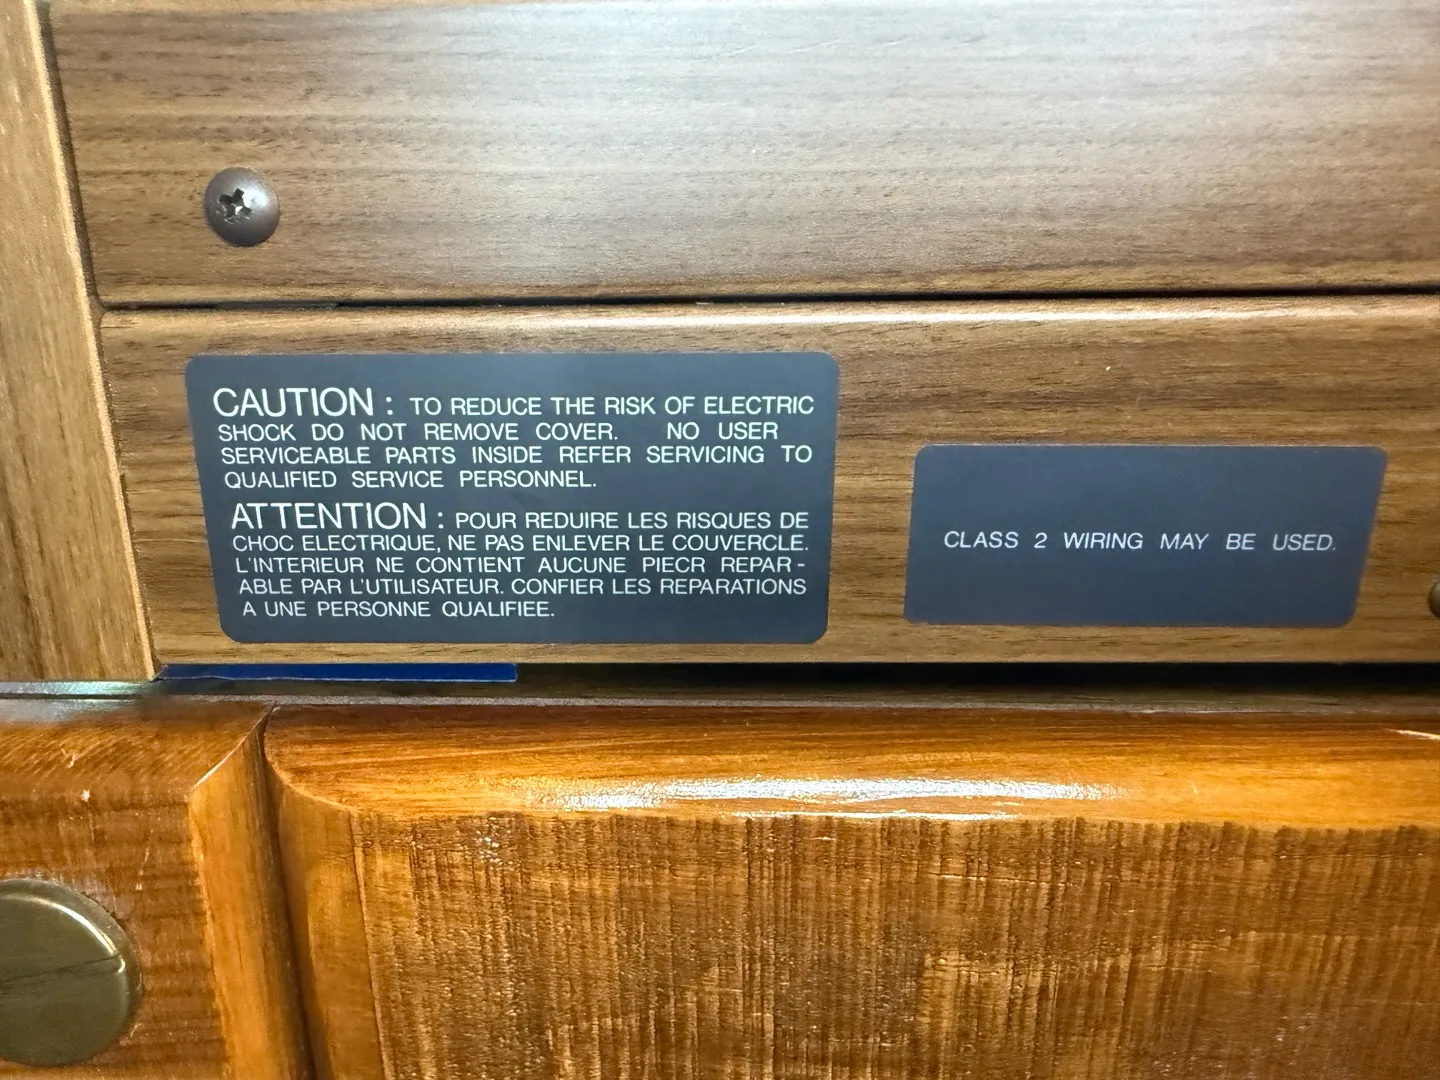 CAUTION : TO REDUCE THE RISK OF ELECTRIC
SHOCK DO NOT REMOVE COVER. NO USER
SERVICEABLE PARTS INSIDE REFER SERVICING TO
QUALIFIED SERVICE PERSONNEL.
ATTENTION : POUR REDUIRE LES RISQUES DE
CHOC ELECTRIQUE, NE PAS ENLEVER LE COUVERCLE.
L'INTERIEUR NE CONTIENT AUCUNE PIECR REPAR-
ABLE PAR L'UTILISATEUR. CONFIER LES REPARATIONS
A UNE PERSONNE QUALIFIEE.
CLASS 2 WIRING MAY BE USED.